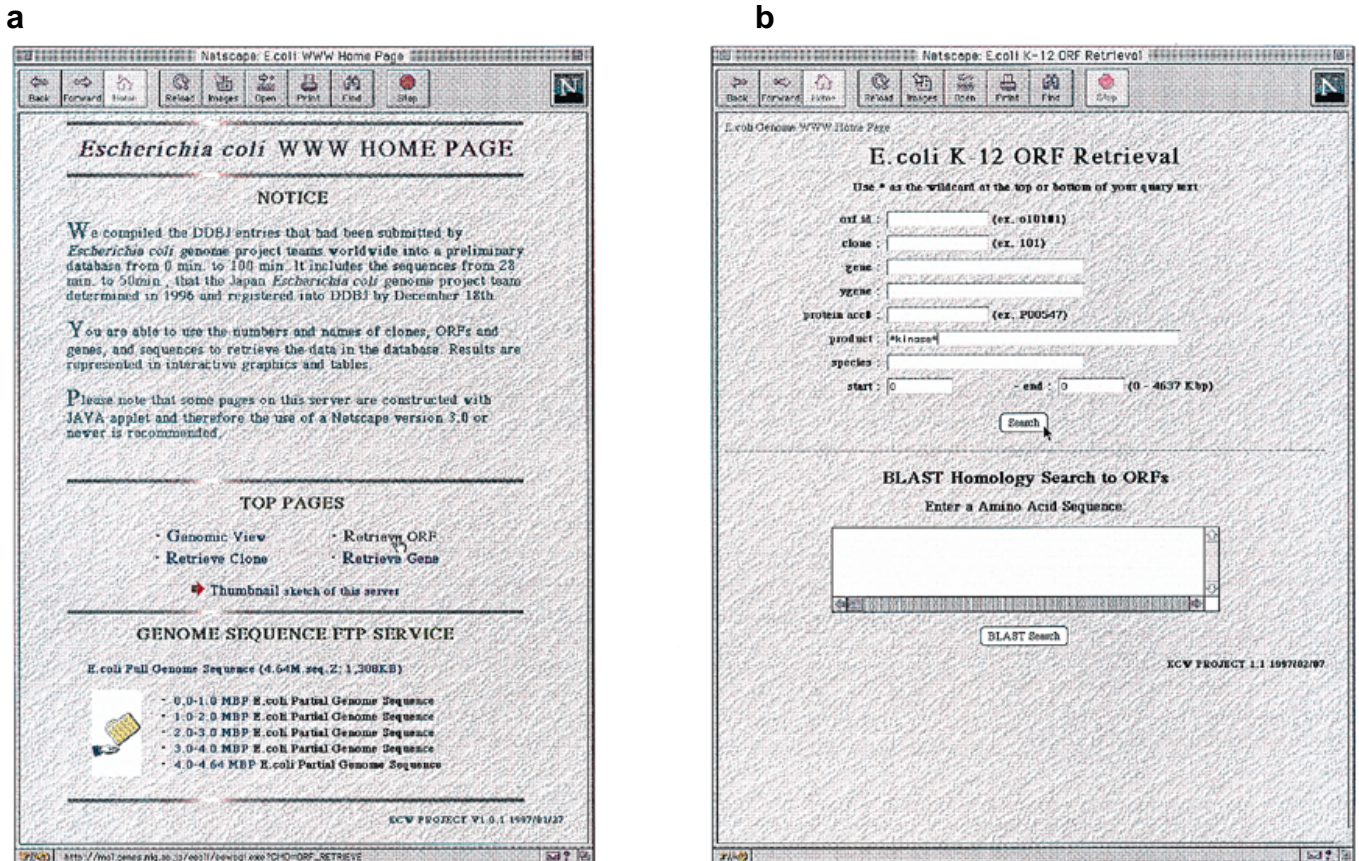 a
Netscape: E.coli WWW Home Page
Back Forward Home Reload Images Open Print Find Stop
N
Escherichia coli WWW HOME PAGE
NOTICE
We compiled the DDBJ entries that had been submitted by
Escherichia coli genome project teams worldwide into a preliminary
database from 0 min. to 100 min. It includes the sequences from 28
min. to 50min., that the Japan Escherichia coli genome project team
determined in 1996 and registered into DDBJ by December 18th.
You are able to use the numbers and names of clones, ORFs and
genes, and sequences to retrieve the data in the database. Results are
represented in interactive graphics and tables.
Please note that some pages on this server are constructed with
JAVA applet and therefore the use of a Netscape version 3.0 or
newer is recommended.
TOP PAGES
· Genomic View · Retrieve ORF
· Retrieve Clone · Retrieve Gene
Thumbnail sketch of this server
GENOME SEQUENCE FTP SERVICE
E.coli Full Genome Sequence (4.64M.seq.Z; 1,308KB)
· 0.0-1.0 MBP E.coli Partial Genome Sequence
· 1.0-2.0 MBP E.coli Partial Genome Sequence
· 2.0-3.0 MBP E.coli Partial Genome Sequence
· 3.0-4.0 MBP E.coli Partial Genome Sequence
· 4.0-4.64 MBP E.coli Partial Genome Sequence
ECW PROJECT V1.0.1 1997/01/27
b
Netscape: E.coli K-12 ORF Retrieval
Back Forward Home Reload Images Open Print Find Stop
N
E.coli Genome WWW Home Page
E.coli K-12 ORF Retrieval
Use * as the wildcard at the top or bottom of your query text
orf id : (ex. o101#1)
clone : (ex. 101)
gene :
ygene :
protein acc# : (ex. P00547)
product : *kinase*
species :
start : 0 - end : 0 (0 - 4637 Kbp)
Search
BLAST Homology Search to ORFs
Enter a Amino Acid Sequence:
BLAST Search
ECW PROJECT 1.1 1997/02/07